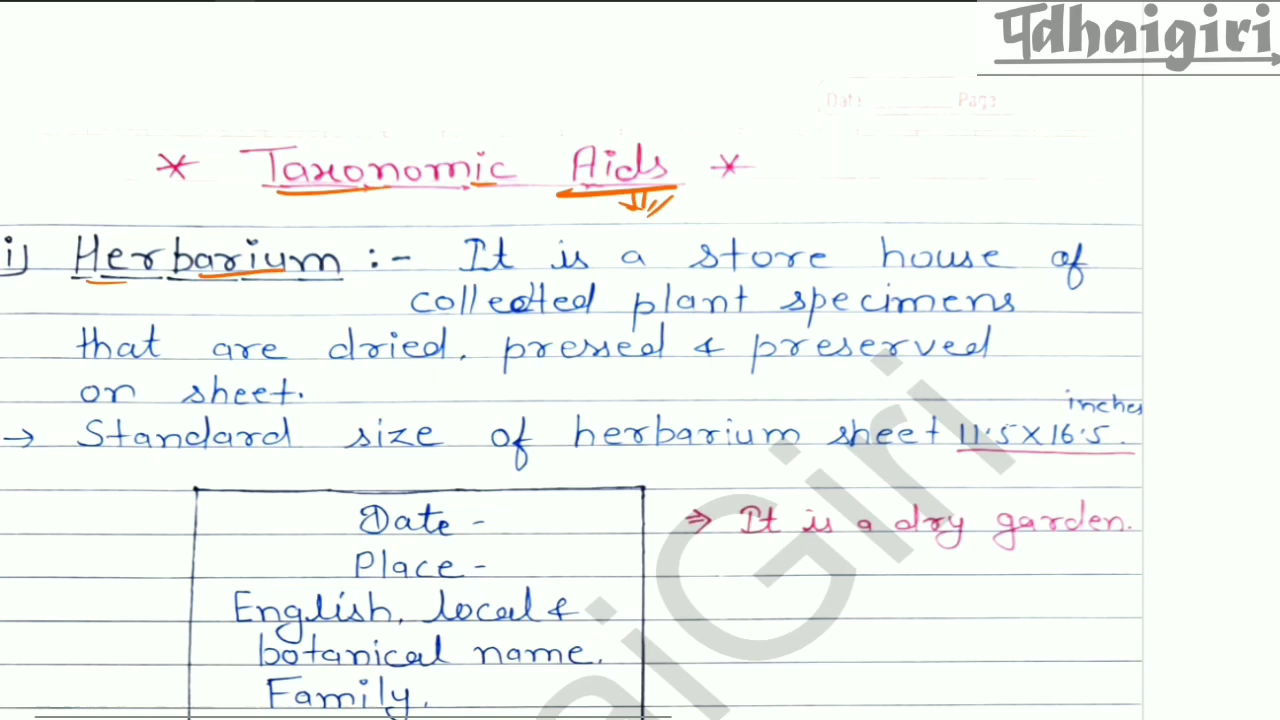 पढhaigiri
Date Page
* Taxonomic Aids *
i) Herbarium :- It is a store house of
collected plant specimens
that are dried, pressed & preserved
on sheet.
inches
→ Standard size of herbarium sheet 11.5 X 16.5.
Date -
⇒ It is a dry garden.
Place -
English, local &
botanical name.
Family.
aiGiri